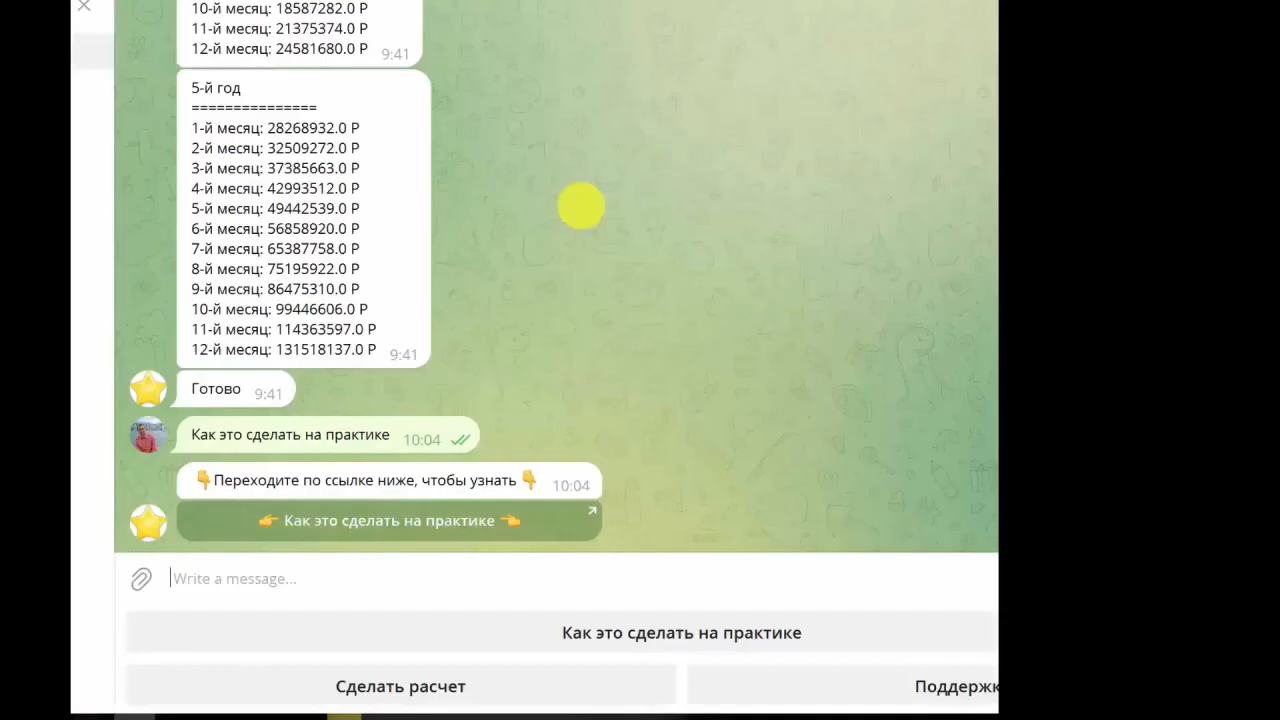 10-й месяц: 18587282.0 Р
11-й месяц: 21375374.0 Р
12-й месяц: 24581680.0 Р
9:41
5-й год
===============
1-й месяц: 28268932.0 Р
2-й месяц: 32509272.0 Р
3-й месяц: 37385663.0 Р
4-й месяц: 42993512.0 Р
5-й месяц: 49442539.0 Р
6-й месяц: 56858920.0 Р
7-й месяц: 65387758.0 Р
8-й месяц: 75195922.0 Р
9-й месяц: 86475310.0 Р
10-й месяц: 99446606.0 Р
11-й месяц: 114363597.0 Р
12-й месяц: 131518137.0 Р
9:41
Готово 9:41
Как это сделать на практике 10:04
👇Переходите по ссылке ниже, чтобы узнать👇 10:04
👉 Как это сделать на практике 👈
Write a message...
Как это сделать на практике
Сделать расчет
Поддержк